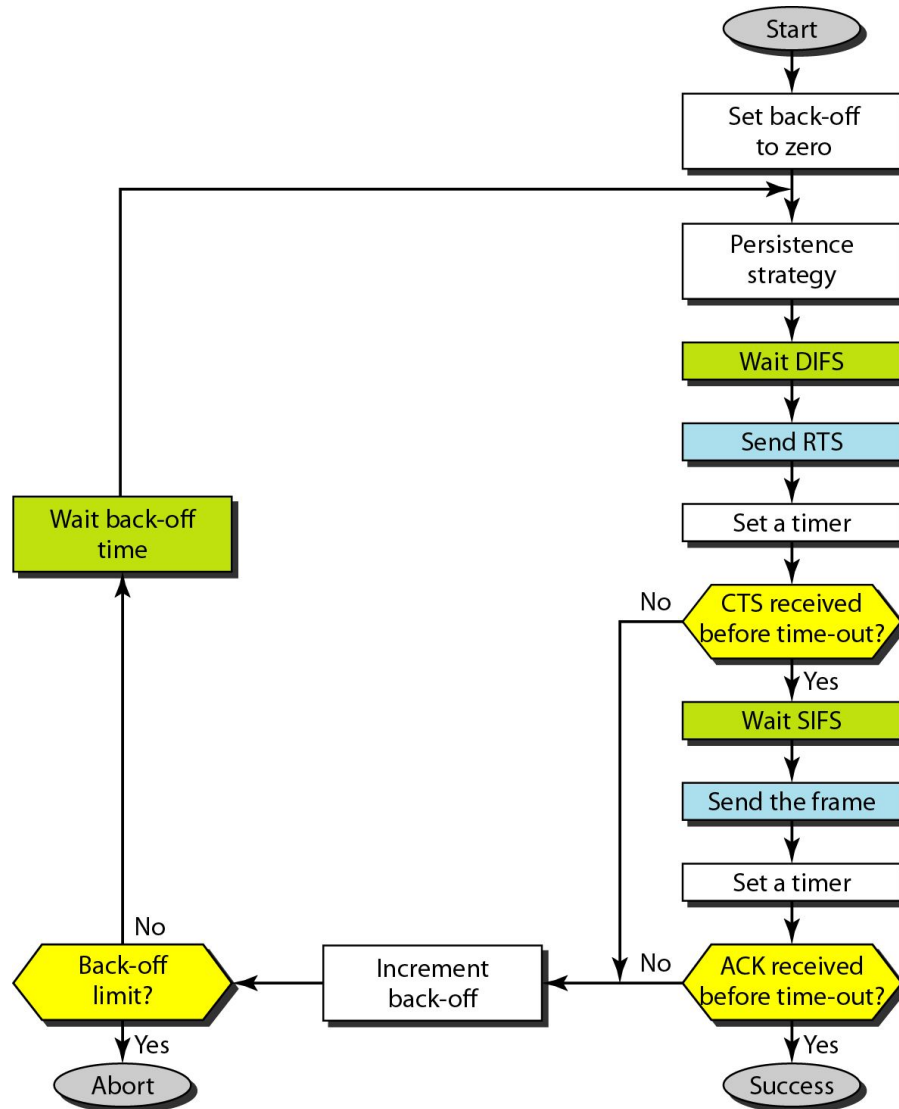 Start
Set back-off
to zero
Persistence
strategy
Wait DIFS
Send RTS
Wait back-off
time
Set a timer
No
CTS received
before time-out?
Yes
Wait SIFS
Send the frame
Set a timer
No
Back-off
limit?
Increment
back-off
No
ACK received
before time-out?
Yes
Abort
Yes
Success